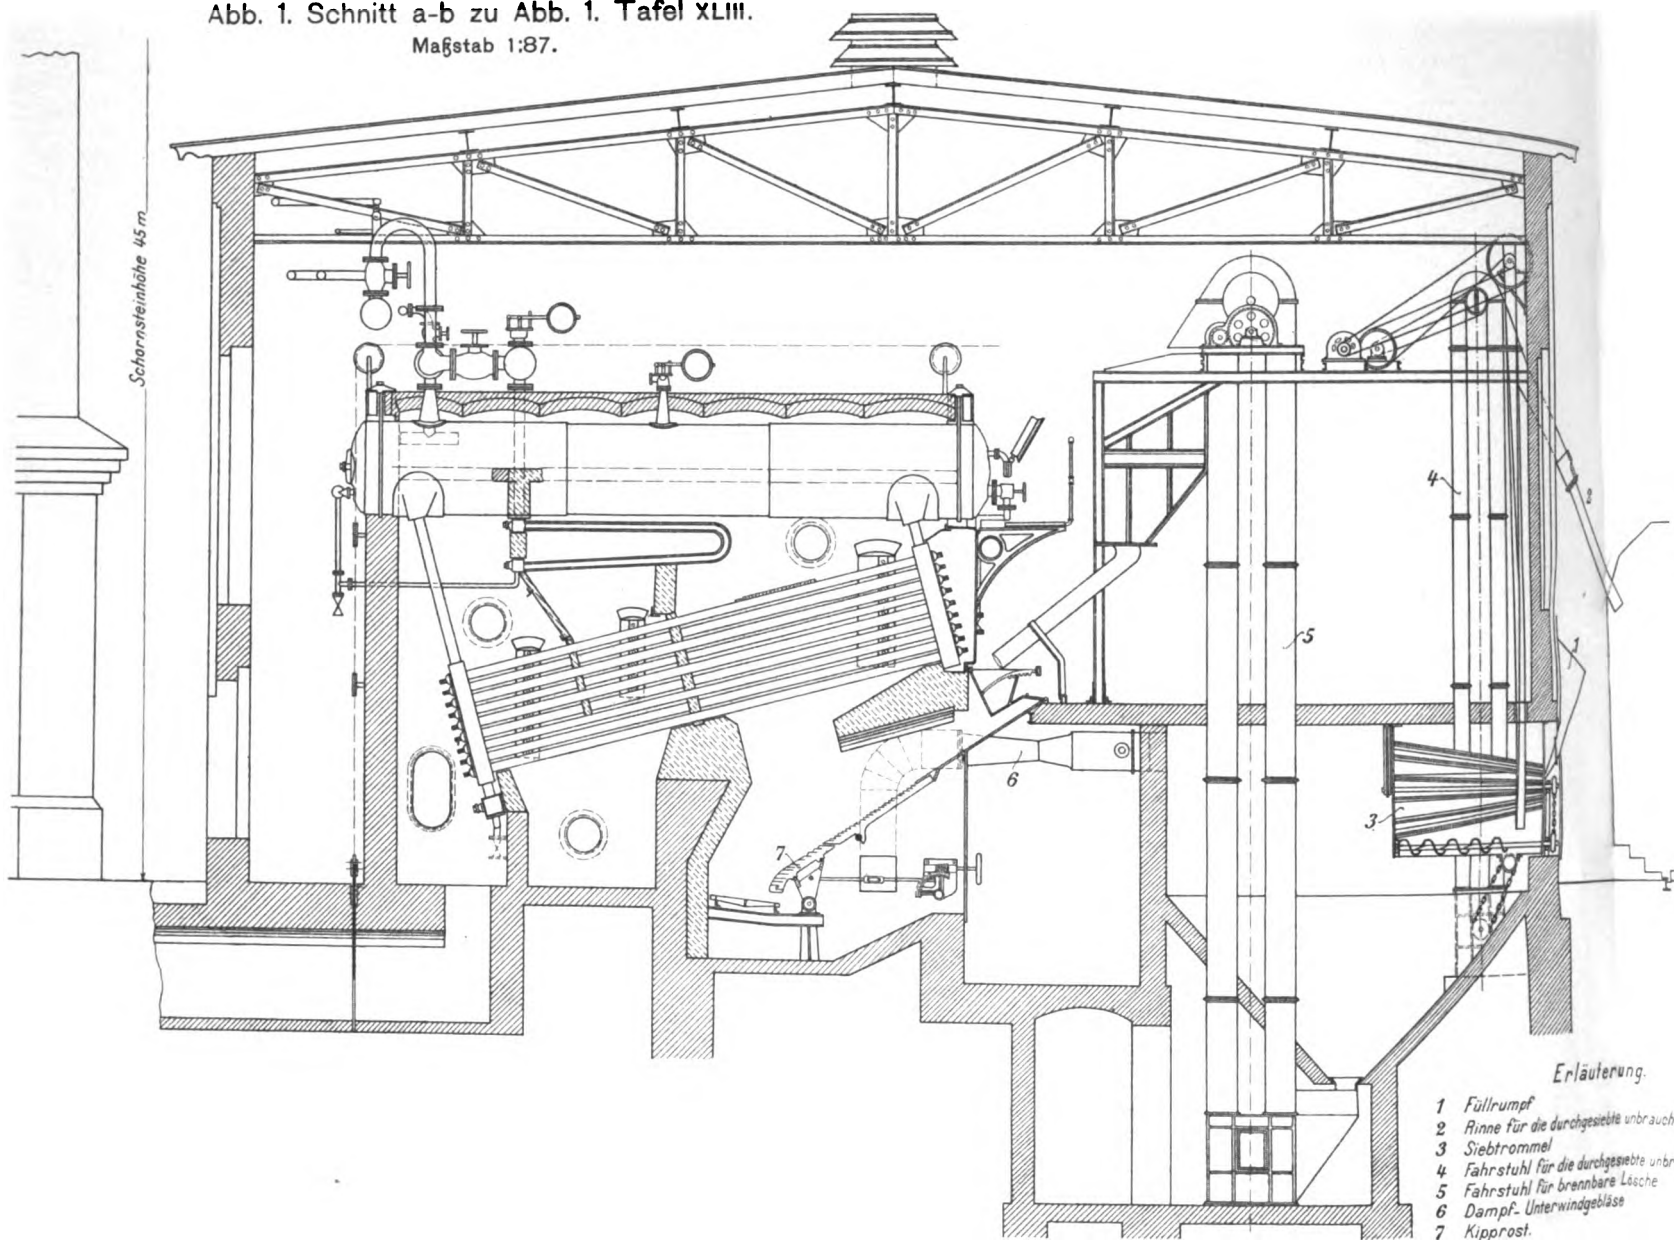 Abb. 1. Schnitt a-b zu Abb. 1. Tafel XLIII.
Maßstab 1:87.
Schornsteinhöhe 45 m
4
2
5
1
6
3
7
Erläuterung.
1 Füllrumpf
2 Rinne für die durchgesiebte unbrauch
3 Siebtrommel
4 Fahrstuhl für die durchgesiebte unbr
5 Fahrstuhl für brennbare Lösche
6 Dampf-Unterwindgebläse
7 Kipprost.